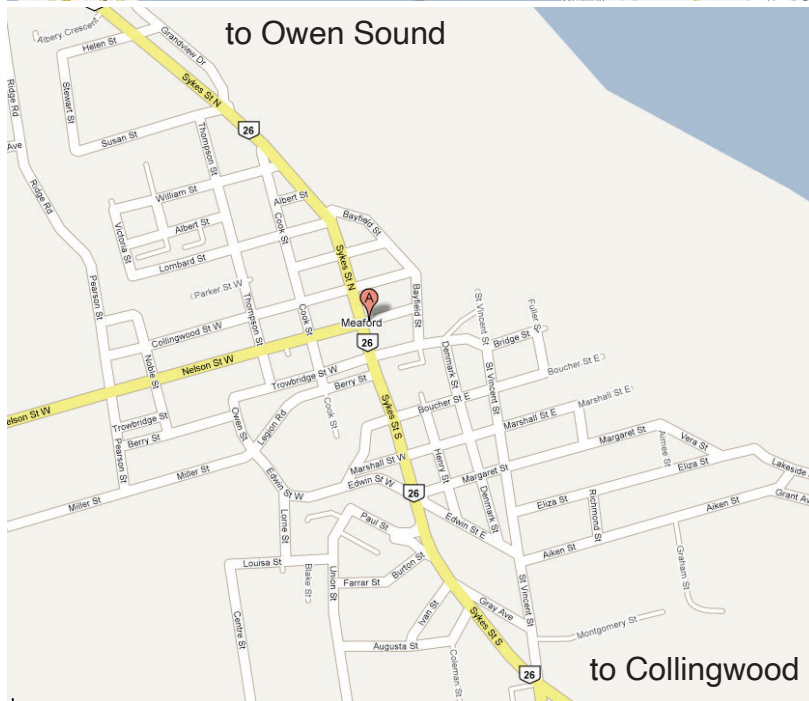 to Owen Sound
Albery Crescent
Helen St
Grandview Dr
Stewart St
Sykes St N
Ridge Rd
Ave
Susan St
26
Thompson St
Ridge Rd
William St
Albert St
Victoria St
Albert St
Cook St
Bayfield St
Lombard St
Sykes St N
Pearson St
Parker St W
Thompson St W
A
Bayfield St
St Vincent St
Fuller St
Collingwood St W
Cook St
Meaford
26
Bridge St
Noble St
Nelson St W
Denmark St
St Vincent St
Boucher St E
Trowbridge St W
Berry St
Nelson St W
Sykes St S
Boucher St E
Marshall St E
Marshall St E
Owen St
Legion Rd
Cook St
Trowbridge St
Berry St
Pearson St
Margaret St
Vera St
Aimee St
Marshall St W
Henry St
Margaret St
Eliza St
Lakeside
Miller St
Edwin St W
Edwin St W
26
Denmark St
Eliza St
Grant Ave
Miller St
Lorne St
Paul St
Edwin St E
Richmond St
Aiken St
Aiken St
Louisa St
Blake St
Union St
Farrar St
Burton St
St Vincent St
Graham St
Centre St
Ivan St
Gray Ave
Sykes St S
Montgomery St
Augusta St
Coleman St
26
to Collingwood